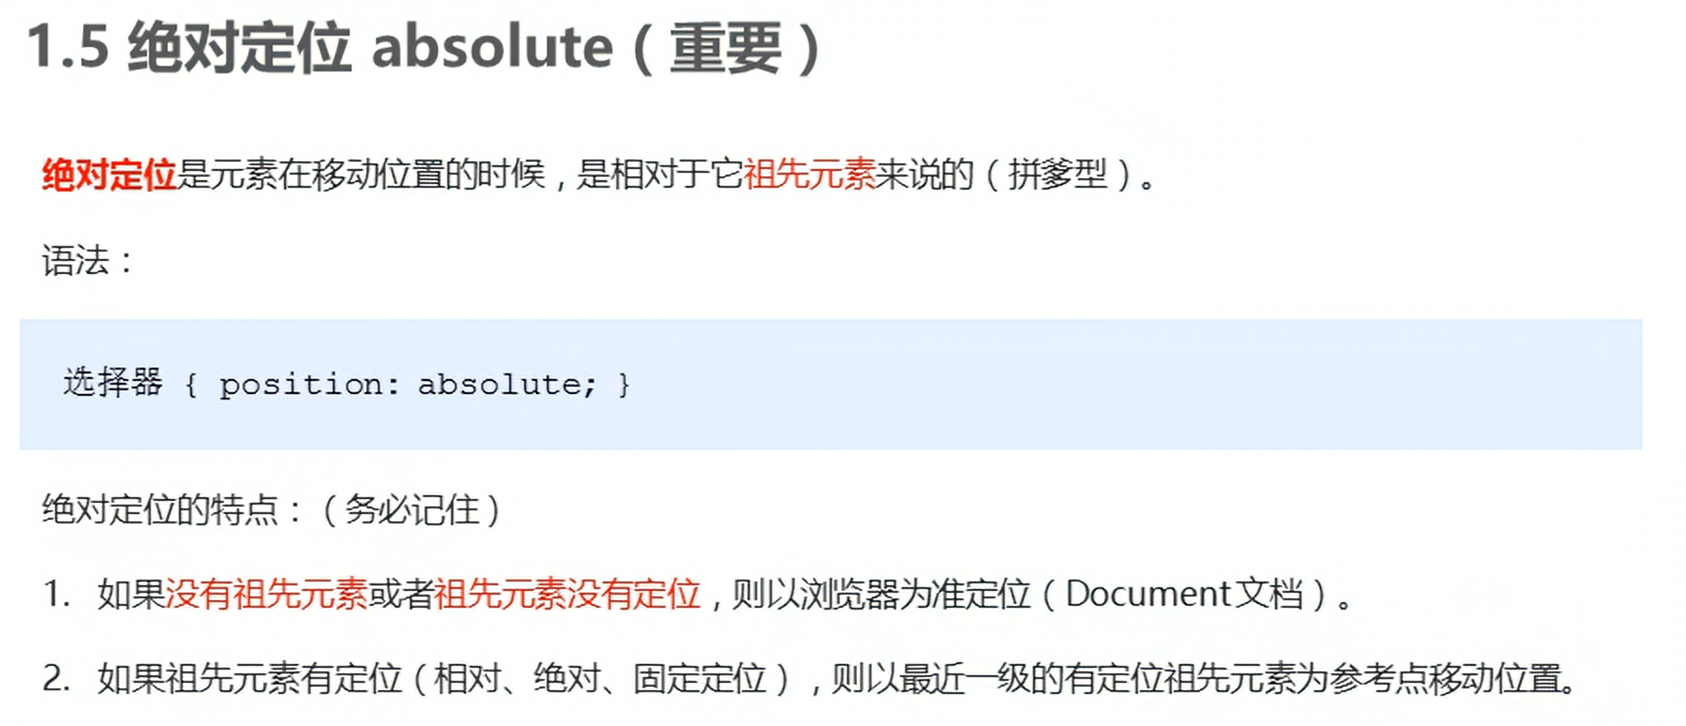 1.5 绝对定位 absolute（重要）
绝对定位是元素在移动位置的时候，是相对于它祖先元素来说的（拼爹型）。
语法：
选择器 { position: absolute; }
绝对定位的特点：（务必记住）
1. 如果没有祖先元素或者祖先元素没有定位，则以浏览器为准定位（Document文档）。
2. 如果祖先元素有定位（相对、绝对、固定定位），则以最近一级的有定位祖先元素为参考点移动位置。